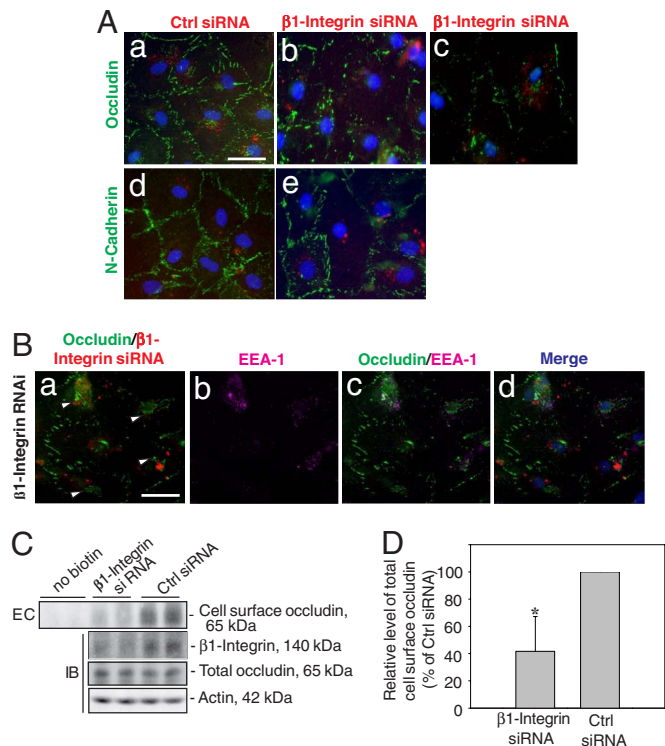 A
Ctrl siRNA
β1-Integrin siRNA
β1-Integrin siRNA
Occludin
a
b
c
N-Cadherin
d
e
B
Occludin/β1-
Integrin siRNA
EEA-1
Occludin/EEA-1
Merge
ß1-Integrin RNAi
a
b
c
d
C
no biotin
β1-Integrin
si RNA
Ctrl siRNA
EC
Cell surface occludin,
65 kDa
IB
β1-Integrin, 140 kDa
Total occludin, 65 kDa
Actin, 42 kDa
D
Relative level of total
cell surface occludin
(% of Ctrl siRNA)
100
80
60
40
20
0
*
β1-Integrin
siRNA
Ctrl
siRNA